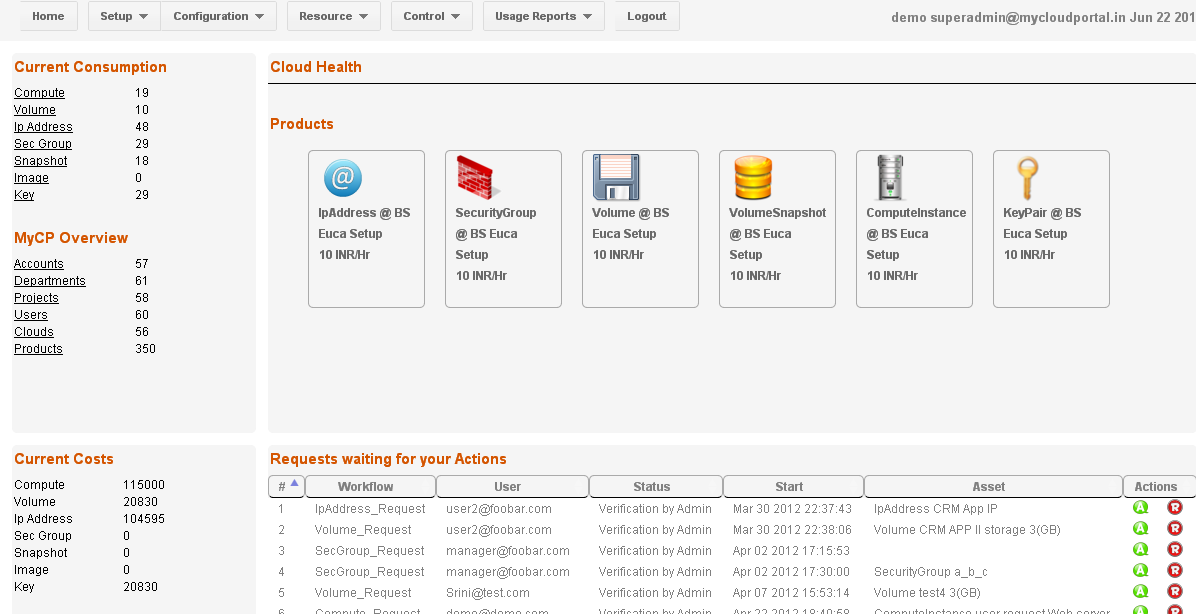 Home Setup Configuration Resource Control Usage Reports Logout demo superadmin@mycloudportal.in Jun 22 201
Current Consumption
Compute 19
Volume 10
Ip Address 48
Sec Group 29
Snapshot 18
Image 0
Key 29
MyCP Overview
Accounts 57
Departments 61
Projects 58
Users 60
Clouds 56
Products 350
Cloud Health
Products
IpAddress @ BS
Euca Setup
10 INR/Hr
SecurityGroup
@ BS Euca
Setup
10 INR/Hr
Volume @ BS
Euca Setup
10 INR/Hr
VolumeSnapshot
@ BS Euca
Setup
10 INR/Hr
ComputeInstance
@ BS Euca
Setup
10 INR/Hr
KeyPair @ BS
Euca Setup
10 INR/Hr
Current Costs
Compute 115000
Volume 20830
Ip Address 104595
Sec Group 0
Snapshot 0
Image 0
Key 20830
Requests waiting for your Actions
# Workflow User Status Start Asset Actions
1 IpAddress_Request user2@foobar.com Verification by Admin Mar 30 2012 22:37:43 IpAddress CRM App IP A R
2 Volume_Request user2@foobar.com Verification by Admin Mar 30 2012 22:38:06 Volume CRM APP II storage 3(GB) A R
3 SecGroup_Request manager@foobar.com Verification by Admin Apr 02 2012 17:15:53 A R
4 SecGroup_Request manager@foobar.com Verification by Admin Apr 02 2012 17:30:00 SecurityGroup a_b_c A R
5 Volume_Request Srini@test.com Verification by Admin Apr 07 2012 15:53:14 Volume test4 3(GB) A R
6 Compute_Request demo@demo.com Verification by Admin Apr 22 2012 18:40:58 ComputeInstance user request Web server A R